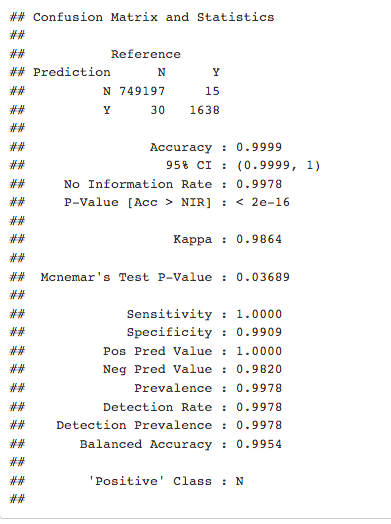 ## Confusion Matrix and Statistics
##
##           Reference
## Prediction      N      Y
##          N 749197     15
##          Y     30   1638
##
##                Accuracy : 0.9999
##                  95% CI : (0.9999, 1)
##     No Information Rate : 0.9978
##     P-Value [Acc > NIR] : < 2e-16
##
##                   Kappa : 0.9864
##
##  Mcnemar's Test P-Value : 0.03689
##
##             Sensitivity : 1.0000
##             Specificity : 0.9909
##          Pos Pred Value : 1.0000
##          Neg Pred Value : 0.9820
##              Prevalence : 0.9978
##          Detection Rate : 0.9978
##    Detection Prevalence : 0.9978
##       Balanced Accuracy : 0.9954
##
##        'Positive' Class : N
##